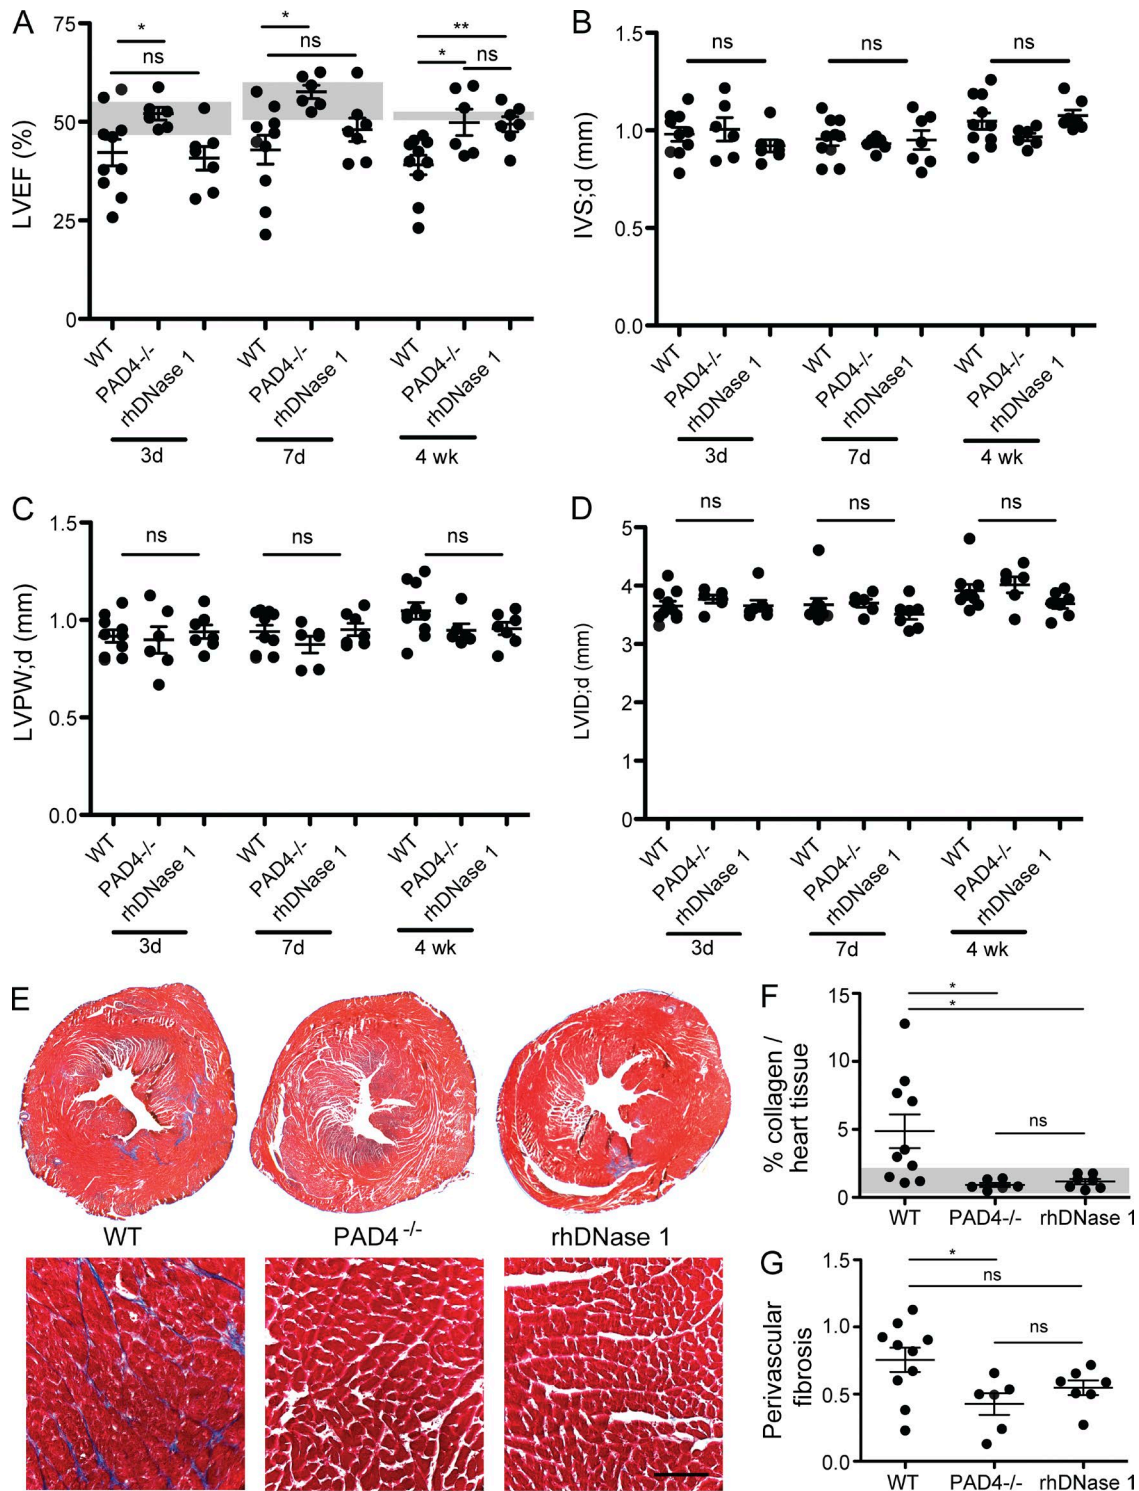 A
LVEF (%)
75
50
25
0
*
ns
*
ns
**
*
ns
WT
PAD4-/-
rhDNase 1
WT
PAD4-/-
rhDNase 1
WT
PAD4-/-
rhDNase 1
3d
7d
4 wk
B
IVS;d (mm)
1.5
1.0
0.5
0.0
ns
ns
ns
WT
PAD4-/-
rhDNase 1
WT
PAD4-/-
rhDNase1
WT
PAD4-/-
rhDNase 1
3d
7d
4 wk
C
LVPW;d (mm)
1.5
1.0
0.5
0.0
ns
ns
ns
WT
PAD4-/-
rhDNase 1
WT
PAD4-/-
rhDNase 1
WT
PAD4-/-
rhDNase 1
3d
7d
4 wk
D
LVID;d (mm)
5
4
3
2
1
0
ns
ns
ns
WT
PAD4-/-
rhDNase 1
WT
PAD4-/-
rhDNase 1
WT
PAD4-/-
rhDNase 1
3d
7d
4 wk
E
WT
PAD4 -/-
rhDNase 1
F
% collagen /
heart tissue
15
10
5
0
*
*
ns
WT
PAD4-/-
rhDNase 1
G
Perivascular
fibrosis
1.5
1.0
0.5
0.0
*
ns
ns
WT
PAD4-/-
rhDNase 1